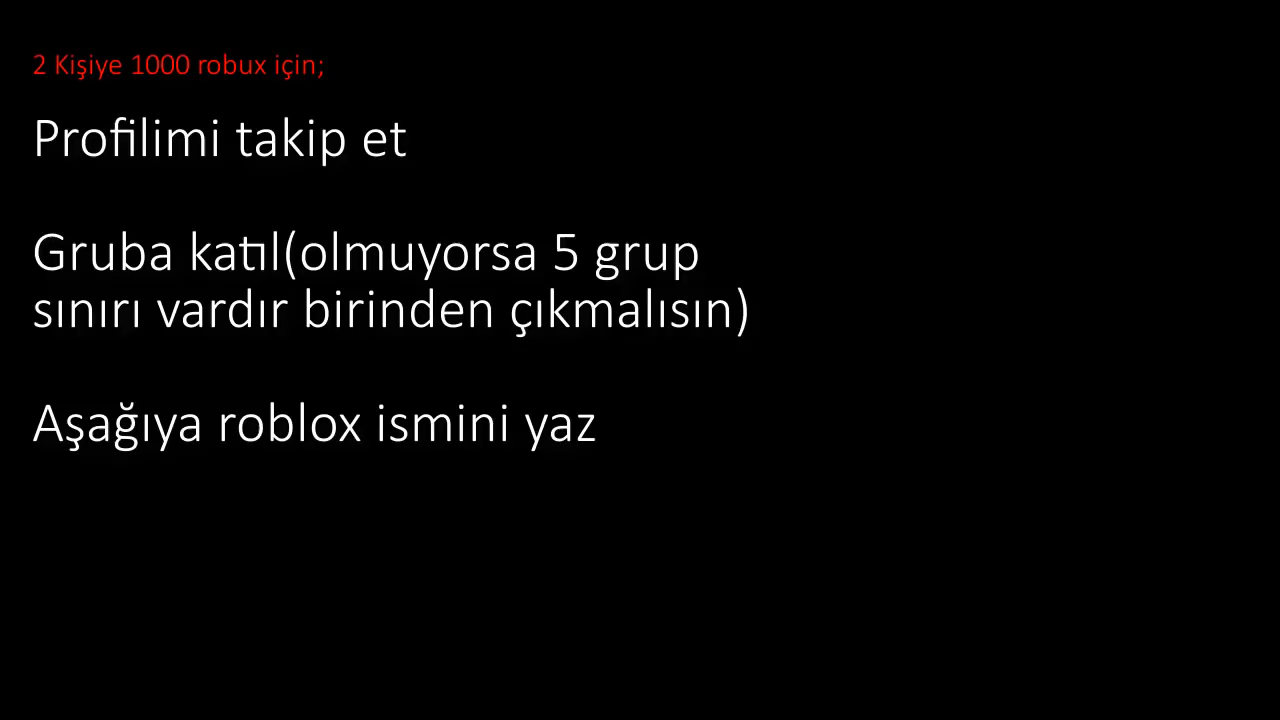 2 Kişiye 1000 robux için;
Profilimi takip et
Gruba katıl(olmuyorsa 5 grup
sınırı vardır birinden çıkmalısın)
Aşağıya roblox ismini yaz